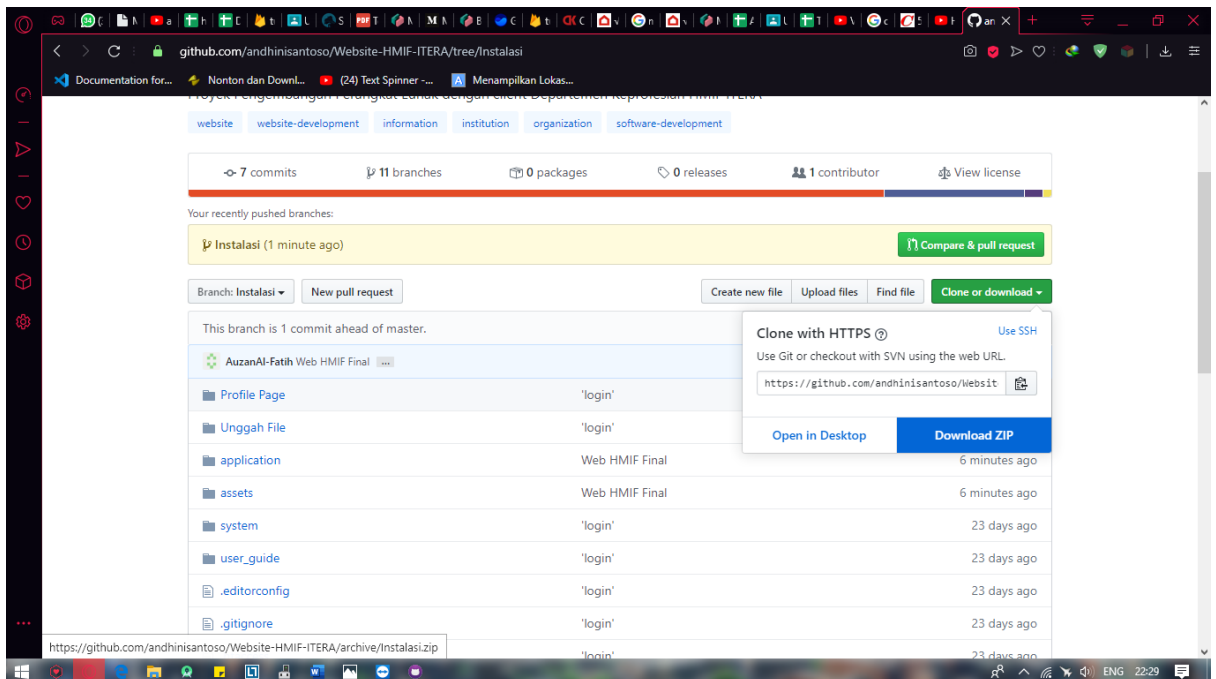 github.com/andhinisantoso/Website-HMIF-ITERA/tree/Instalasi
Documentation for... Nonton dan Downl... (24) Text Spinner -... Menampilkan Lokas...
website website-development information institution organization software-development
7 commits 11 branches 0 packages 0 releases 1 contributor View license
Your recently pushed branches:
Instalasi (1 minute ago) Compare & pull request
Branch: Instalasi New pull request Create new file Upload files Find file Clone or download
This branch is 1 commit ahead of master.
Clone with HTTPS Use SSH
Use Git or checkout with SVN using the web URL.
AuzanAl-Fatih Web HMIF Final ...
https://github.com/andhinisantoso/Websit
Profile Page 'login'
Unggah File 'login'
Open in Desktop Download ZIP
application Web HMIF Final 6 minutes ago
assets Web HMIF Final 6 minutes ago
system 'login' 23 days ago
user_guide 'login' 23 days ago
.editorconfig 'login' 23 days ago
.gitignore 'login' 23 days ago
https://github.com/andhinisantoso/Website-HMIF-ITERA/archive/Instalasi.zip
'login' 23 days ago
ENG 22:29